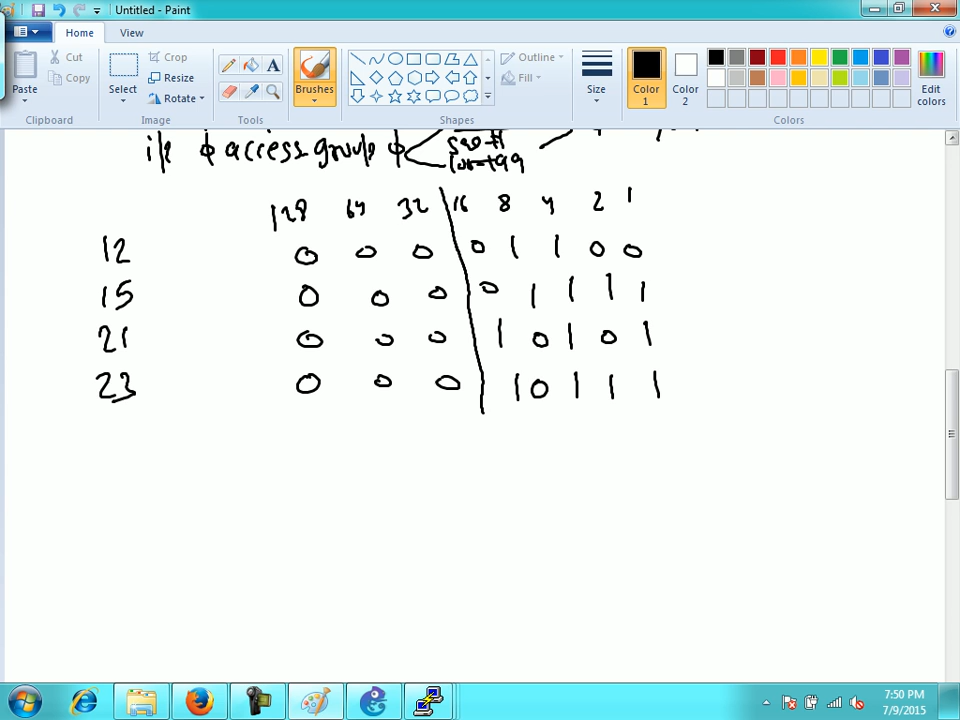 Untitled - Paint
Home View
Cut
Copy
Paste
Clipboard
Select
Resize
Rotate
Image
Tools
Brushes
Shapes
Outline
Fill
Size
Color 1
Color 2
Colors
Edit colors
access group
128 64 32 16 8 4 2 1
12 0 0 0 0 1 1 0 0
15 0 0 0 0 1 1 1 1
21 0 0 0 1 0 1 0 1
23 0 0 0 1 0 1 1 1
7:50 PM
7/9/2015